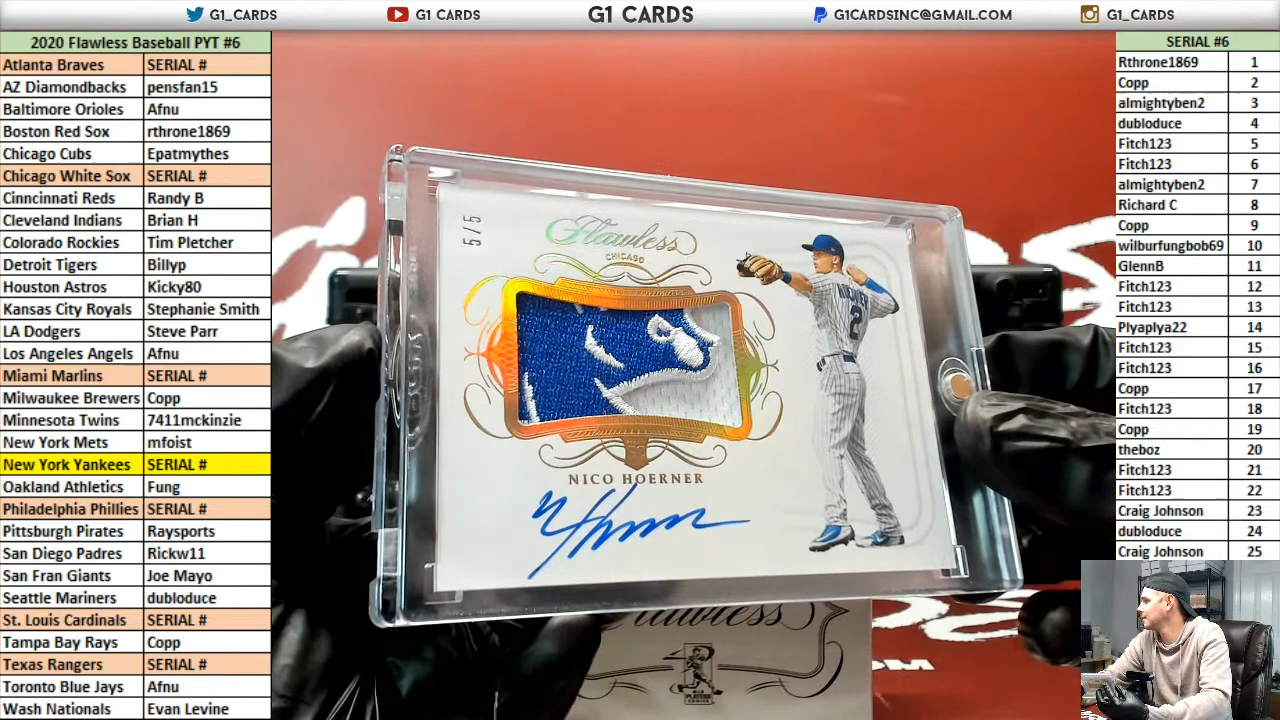 G1_CARDS G1 CARDS G1 CARDS G1CARDSINC@GMAIL.COM G1_CARDS
2020 Flawless Baseball PYT #6
Atlanta Braves SERIAL #
AZ Diamondbacks pensfan15
Baltimore Orioles Afnu
Boston Red Sox rthrone1869
Chicago Cubs Epatmythes
Chicago White Sox SERIAL #
Cinncinnati Reds Randy B
Cleveland Indians Brian H
Colorado Rockies Tim Pletcher
Detroit Tigers Billyp
Houston Astros Kicky80
Kansas City Royals Stephanie Smith
LA Dodgers Steve Parr
Los Angeles Angels Afnu
Miami Marlins SERIAL #
Milwaukee Brewers Copp
Minnesota Twins 7411mckinzie
New York Mets mfoist
New York Yankees SERIAL #
Oakland Athletics Fung
Philadelphia Phillies SERIAL #
Pittsburgh Pirates Raysports
San Diego Padres Rickw11
San Fran Giants Joe Mayo
Seattle Mariners dubloduce
St. Louis Cardinals SERIAL #
Tampa Bay Rays Copp
Texas Rangers SERIAL #
Toronto Blue Jays Afnu
Wash Nationals Evan Levine
5/5
Flawless
CHICAGO
HOERNER
2
NICO HOERNER
Flawless
SERIAL #6
Rthrone1869 1
Copp 2
almightyben2 3
dubloduce 4
Fitch123 5
Fitch123 6
almightyben2 7
Richard C 8
Copp 9
wilburfungbob69 10
GlennB 11
Fitch123 12
Fitch123 13
Plyaplya22 14
Fitch123 15
Fitch123 16
Copp 17
Fitch123 18
Copp 19
theboz 20
Fitch123 21
Fitch123 22
Craig Johnson 23
dubloduce 24
Craig Johnson 25